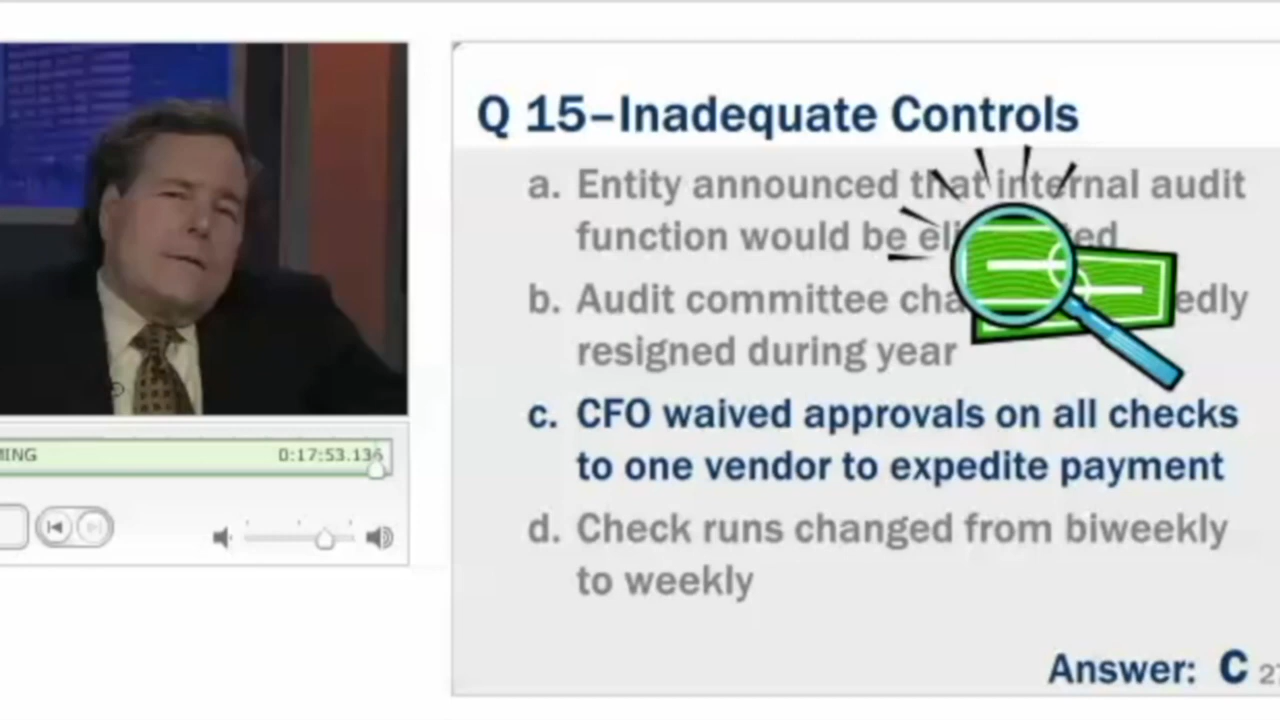 Q 15–Inadequate Controls
a. Entity announced that internal audit
function would be
b. Audit committee
resigned during year
c. CFO waived approvals on all checks
to one vendor to expedite payment
d. Check runs changed from biweekly
to weekly
Answer: C 27
0:17:53.136